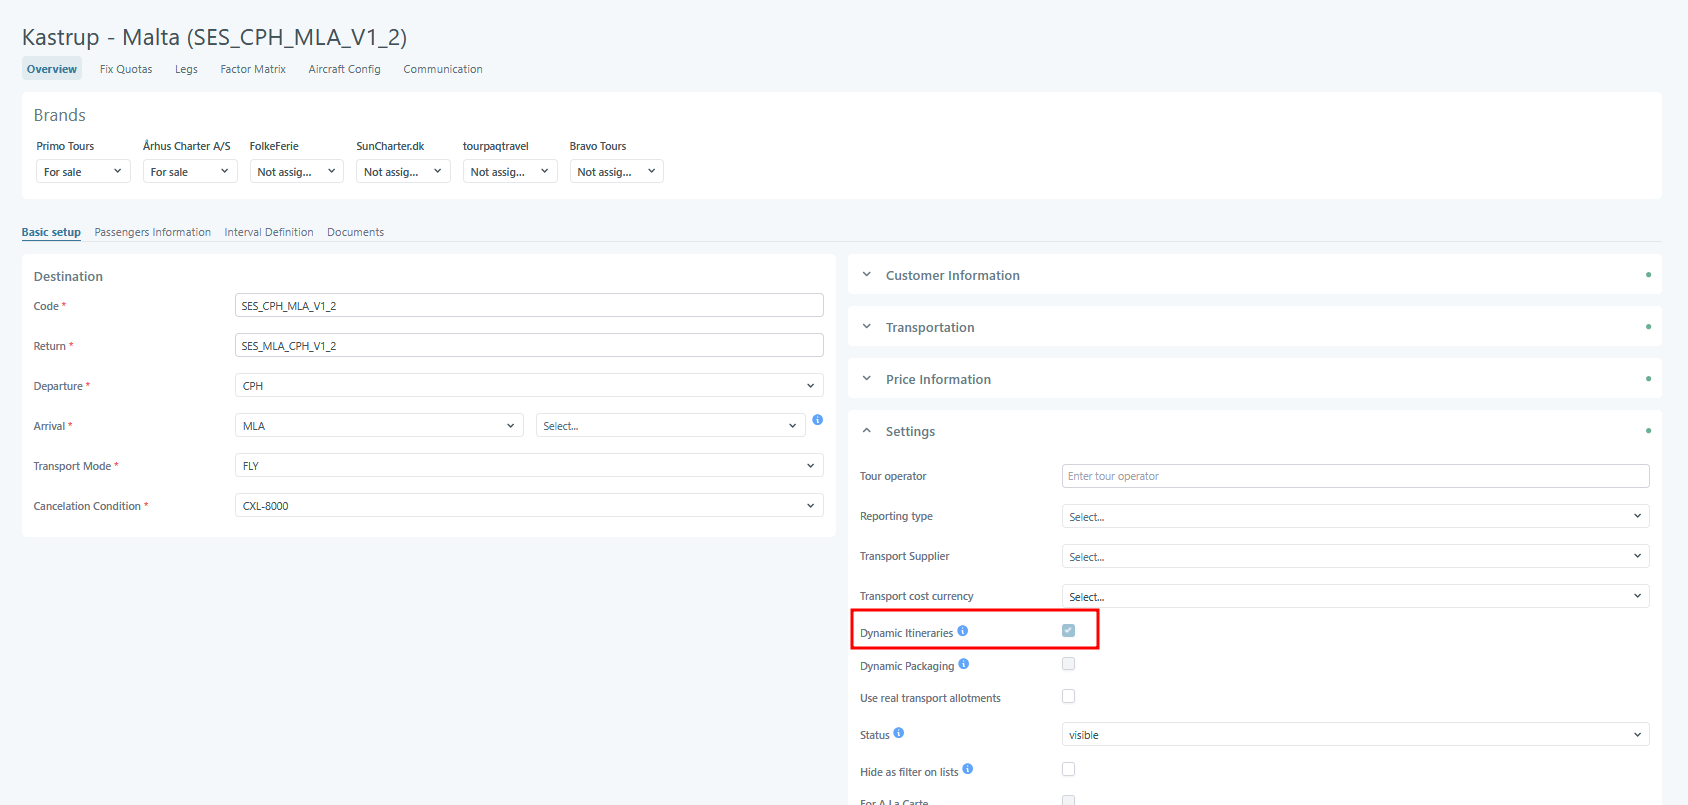 Kastrup - Malta (SES_CPH_MLA_V1_2)
Overview Fix Quotas Legs Factor Matrix Aircraft Config Communication
Brands
Primo Tours Århus Charter A/S FolkeFerie SunCharter.dk tourpaqtravel Bravo Tours
For sale For sale Not assig... Not assig... Not assig... Not assig...
Basic setup Passengers Information Interval Definition Documents
Destination
Code *
SES_CPH_MLA_V1_2
Return *
SES_MLA_CPH_V1_2
Departure *
CPH
Arrival *
MLA Select...
Transport Mode *
FLY
Cancelation Condition *
CXL-8000
Customer Information
Transportation
Price Information
Settings
Tour operator
Enter tour operator
Reporting type
Select...
Transport Supplier
Select...
Transport cost currency
Select...
Dynamic Itineraries
Dynamic Packaging
Use real transport allotments
Status
visible
Hide as filter on lists
For A La Carte